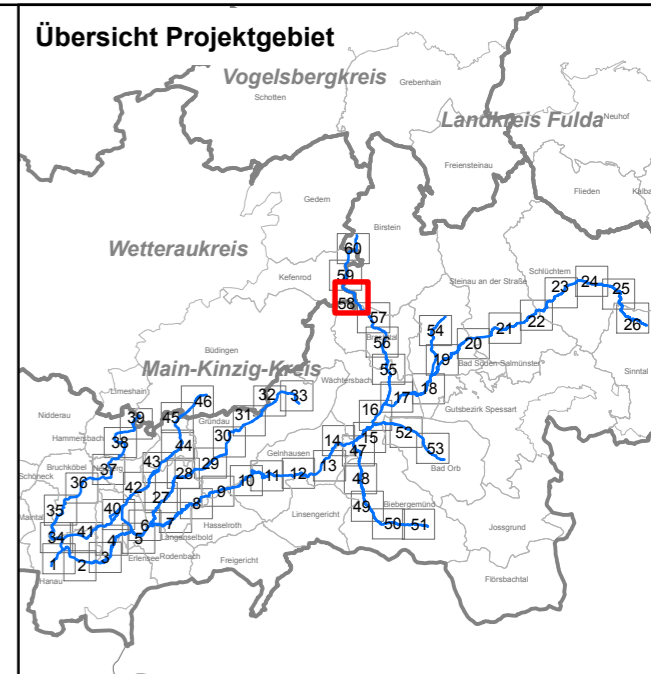 Übersicht Projektgebiet
Vogelsbergkreis
Grebenhain
Schotten
Landkreis Fulda
Neuhof
Freiensteinau
Flieden
Kalba
Gedern
Birstein
Wetteraukreis
60
Kefenrod
59
Steinau an der Straße
Schlüchtern
23
24
25
58
57
54
22
26
21
56
20
Büdingen
19
Bad Soden-Salmünster
Sinntal
Main-Kinzig-Kreis
55
Wächtersbach
18
Limeshain
46
32
33
17
Gutsbezirk Spessart
Nidderau
39
45
31
16
Hammersbach
38
Gründau
30
14
15
52
Gelnhausen
44
47
53
Bruchköbel
37
43
29
13
Bad Orb
Schöneck
36
28
10
11
12
48
42
9
Maintal
35
27
8
Biebergemünd
49
40
Hasselroth
Linsengericht
41
6
7
50
51
Jossgrund
34
4
5
Langenselbold
Erlensee
Rodenbach
Freigericht
1
2
3
Hanau
Flörsbachtal